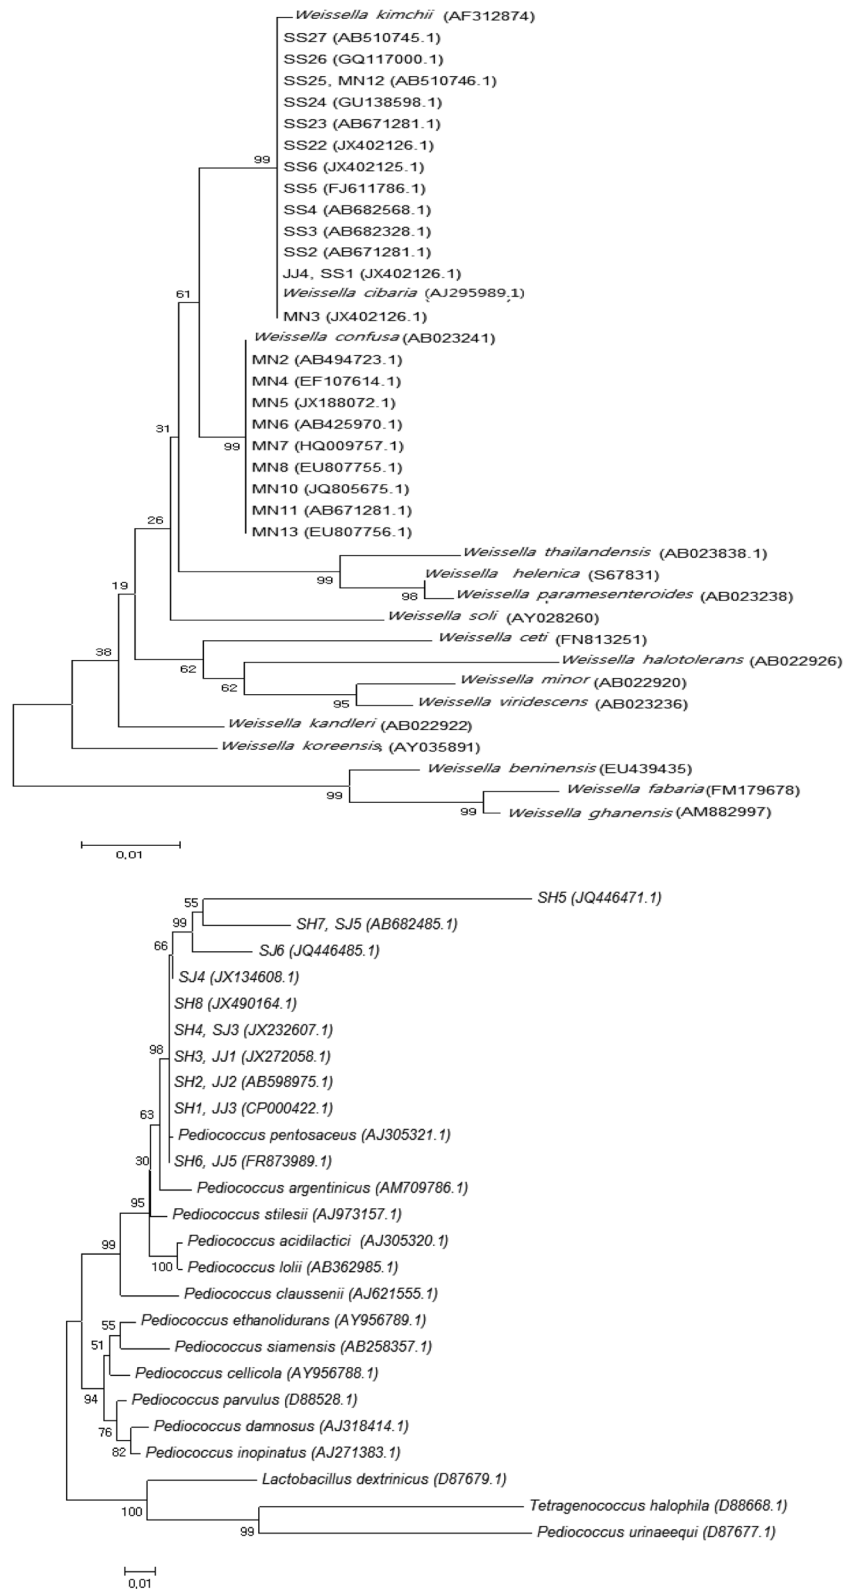 Weissella kimchii (AF312874)
SS27 (AB510745.1)
SS26 (GQ117000.1)
SS25, MN12 (AB510746.1)
SS24 (GU138598.1)
SS23 (AB671281.1)
SS22 (JX402126.1)
99
SS6 (JX402125.1)
SS5 (FJ611786.1)
SS4 (AB682568.1)
SS3 (AB682328.1)
SS2 (AB671281.1)
JJ4, SS1 (JX402126.1)
Weissella cibaria (AJ295989.1)
61
MN3 (JX402126.1)
Weissella confusa (AB023241)
MN2 (AB494723.1)
MN4 (EF107614.1)
MN5 (JX188072.1)
MN6 (AB425970.1)
31
99
MN7 (HQ009757.1)
MN8 (EU807755.1)
MN10 (JQ805675.1)
MN11 (AB671281.1)
26
MN13 (EU807756.1)
Weissella thailandensis (AB023838.1)
99
Weissella helenica (S67831)
19
98
Weissella paramesenteroides (AB023238)
Weissella soli (AY028260)
Weissella ceti (FN813251)
38
62
Weissella halotolerans (AB022926)
62
Weissella minor (AB022920)
95
Weissella viridescens (AB023236)
Weissella kandleri (AB022922)
Weissella koreensis (AY035891)
Weissella beninensis (EU439435)
99
Weissella fabaria (FM179678)
99
Weissella ghanensis (AM882997)
0,01
55
SH5 (JQ446471.1)
99
SH7, SJ5 (AB682485.1)
66
SJ6 (JQ446485.1)
SJ4 (JX134608.1)
SH8 (JX490164.1)
SH4, SJ3 (JX232607.1)
98
SH3, JJ1 (JX272058.1)
SH2, JJ2 (AB598975.1)
SH1, JJ3 (CP000422.1)
63
Pediococcus pentosaceus (AJ305321.1)
30
SH6, JJ5 (FR873989.1)
Pediococcus argentinicus (AM709786.1)
95
Pediococcus stilesii (AJ973157.1)
99
Pediococcus acidilactici (AJ305320.1)
100
Pediococcus lolii (AB362985.1)
Pediococcus claussenii (AJ621555.1)
55
Pediococcus ethanolidurans (AY956789.1)
51
Pediococcus siamensis (AB258357.1)
Pediococcus cellicola (AY956788.1)
94
Pediococcus parvulus (D88528.1)
76
Pediococcus damnosus (AJ318414.1)
82
Pediococcus inopinatus (AJ271383.1)
Lactobacillus dextrinicus (D87679.1)
100
Tetragenococcus halophila (D88668.1)
99
Pediococcus urinaeequi (D87677.1)
0,01